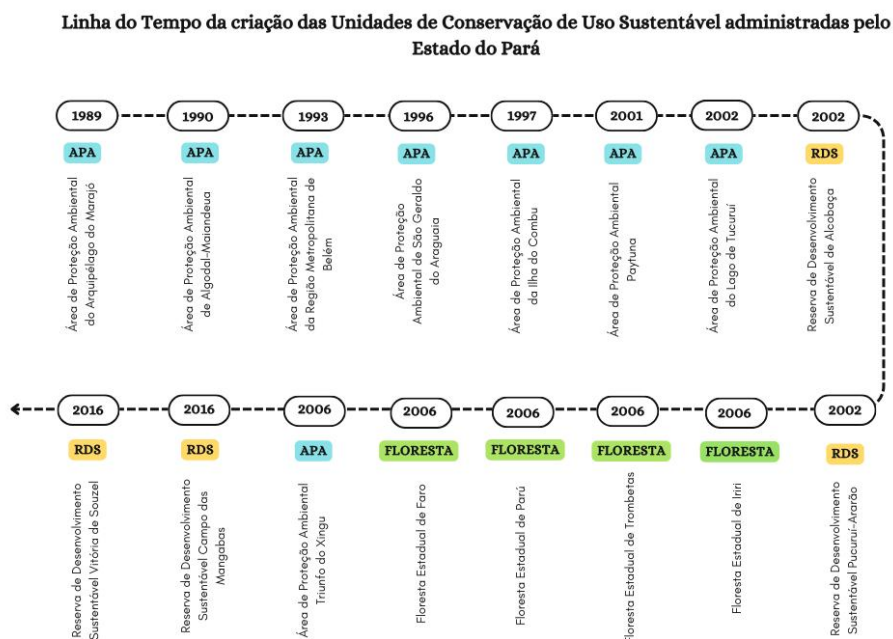 Linha do Tempo da criação das Unidades de Conservação de Uso Sustentável administradas pelo
Estado do Pará
1989
APA
Área de Proteção Ambiental
do Arquipélago do Marajó
1990
APA
Área de Proteção Ambiental
de Algodal-Maiandeua
1993
APA
Área de Proteção Ambiental
da Região Metropolitana de
Belém
1996
APA
Área de Proteção
Ambiental de São Geraldo
do Araguaia
1997
APA
Área de Proteção Ambiental
da Ilha do Combu
2001
APA
Área de Proteção Ambiental
Paytuna
2002
APA
Área de Proteção Ambiental
do Lago de Tucuruí
2002
RDS
Reserva de Desenvolvimento
Sustentável de Alcobaça
2002
RDS
Reserva de Desenvolvimento
Sustentável Pucuruí-Ararão
2006
FLORESTA
Floresta Estadual de Iriri
2006
FLORESTA
Floresta Estadual de Trombetas
2006
FLORESTA
Floresta Estadual de Parú
2006
FLORESTA
Floresta Estadual de Faro
2006
APA
Área de Proteção Ambiental
Triunfo do Xingu
2016
RDS
Reserva de Desenvolvimento
Sustentável Campo das
Mangabas
2016
RDS
Reserva de Desenvolvimento
Sustentável Vitória de Souzel